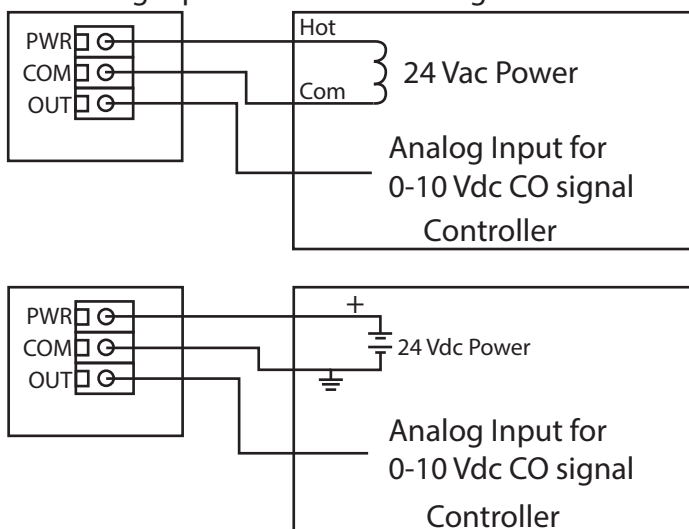 PWR
COM
OUT
Hot
Com
24 Vac Power
Analog Input for
0-10 Vdc CO signal
Controller
PWR
COM
OUT
+
24 Vdc Power
Analog Input for
0-10 Vdc CO signal
Controller